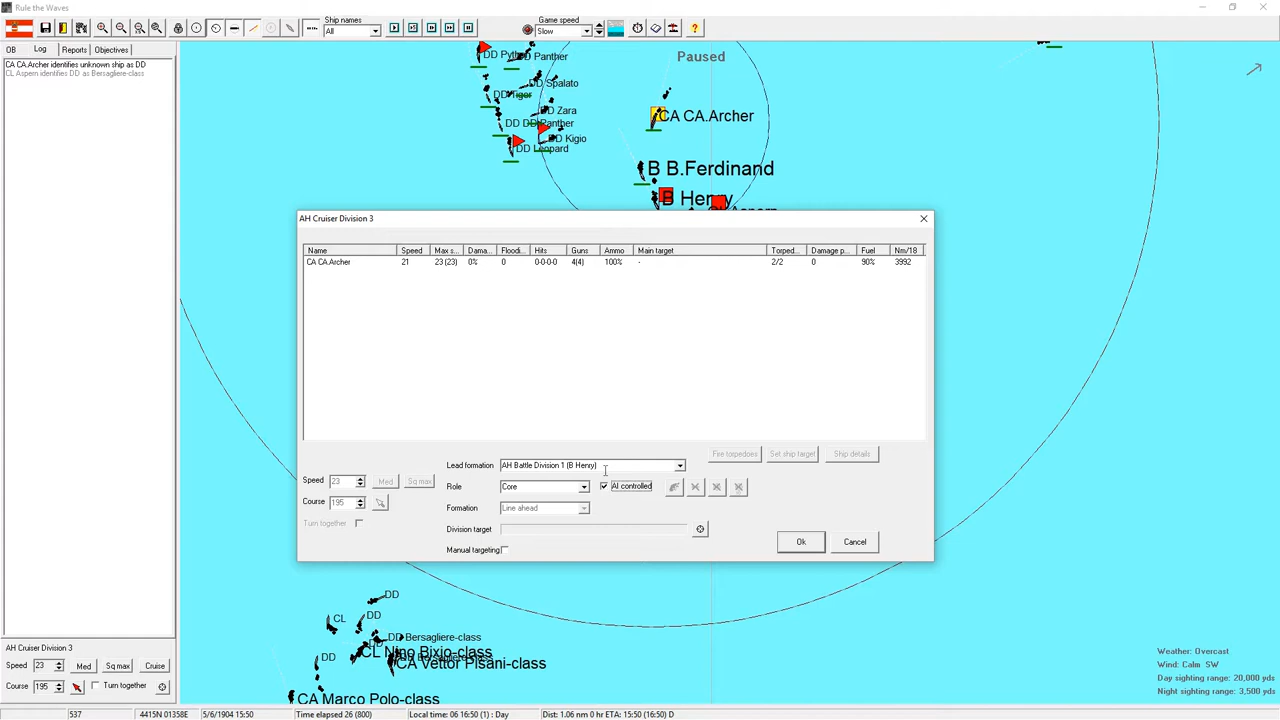 Rule the Waves
Ship names
All
Game speed
Slow
OB
Log
Reports
Objectives
CA CA.Archer identifies unknown ship as DD
CL Aspern identifies DD as Bersagliere-class
Paused
DD Panther
DD Spalato
DD Tiger
DD Zara
DD DD Panther
DD Kigio
DD Leopard
CA CA.Archer
B B.Ferdinand
B Henry
AH Cruiser Division 3
Name
Speed
Max s...
Dama...
Floodi...
Hits
Guns
Ammo
Main target
Torped...
Damage p...
Fuel
Nm/18
CA CA.Archer
21
23 (23)
0%
0
0-0-0-0
4(4)
100%
-
2/2
0
90%
3992
Lead formation
AH Battle Division 1 (B Henry)
Fire torpedoes
Set ship target
Ship details
Speed
23
Med
Sq max
Role
Core
AI controlled
Course
195
Formation
Line ahead
Turn together
Division target
Manual targeting
Ok
Cancel
DD
CL
DD
DD Bersagliere-class
CL Nino Bixio-class
DD
CA Vettor Pisani-class
CA Marco Polo-class
AH Cruiser Division 3
Speed
23
Med
Sq max
Cruise
Course
195
Turn together
Weather: Overcast
Wind: Calm SW
Day sighting range: 20,000 yds
Night sighting range: 3,500 yds
537
4415N 01358E
5/6/1904 15:50
Time elapsed 26 (800)
Local time: 06 16:50 (1) : Day
Dist: 1.06 nm 0 hr ETA: 15:50 (16:50) D